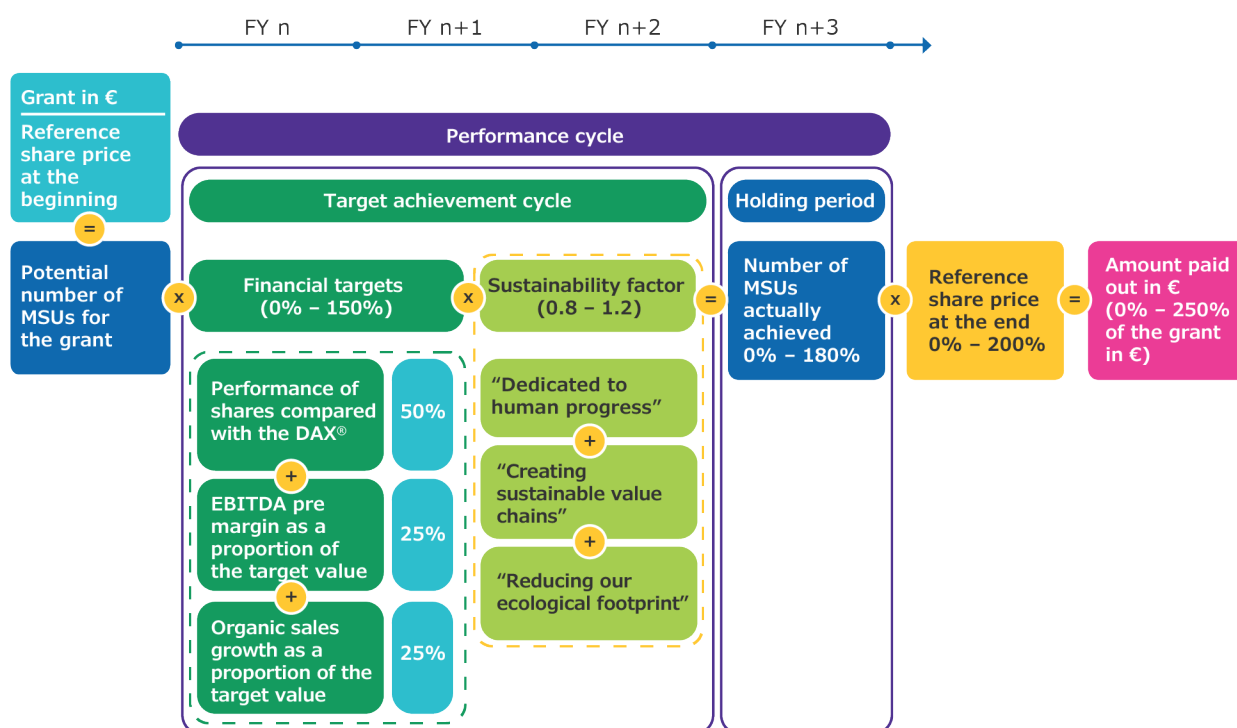 FY n
FY n+1
FY n+2
FY n+3
Grant in €
Reference
share price
at the
beginning
=
Potential
number of
MSUs for
the grant
Performance cycle
Target achievement cycle
Holding period
x
Financial targets
(0% – 150%)
x
Sustainability factor
(0.8 – 1.2)
=
Number of
MSUs
actually
achieved
0% – 180%
x
Reference
share price
at the end
0% – 200%
=
Amount paid
out in €
(0% – 250%
of the grant
in €)
Performance of
shares compared
with the DAX®
50%
+
EBITDA pre
margin as a
proportion of
the target value
25%
+
Organic sales
growth as a
proportion of the
target value
25%
“Dedicated to
human progress”
+
“Creating
sustainable value
chains”
+
“Reducing our
ecological footprint”